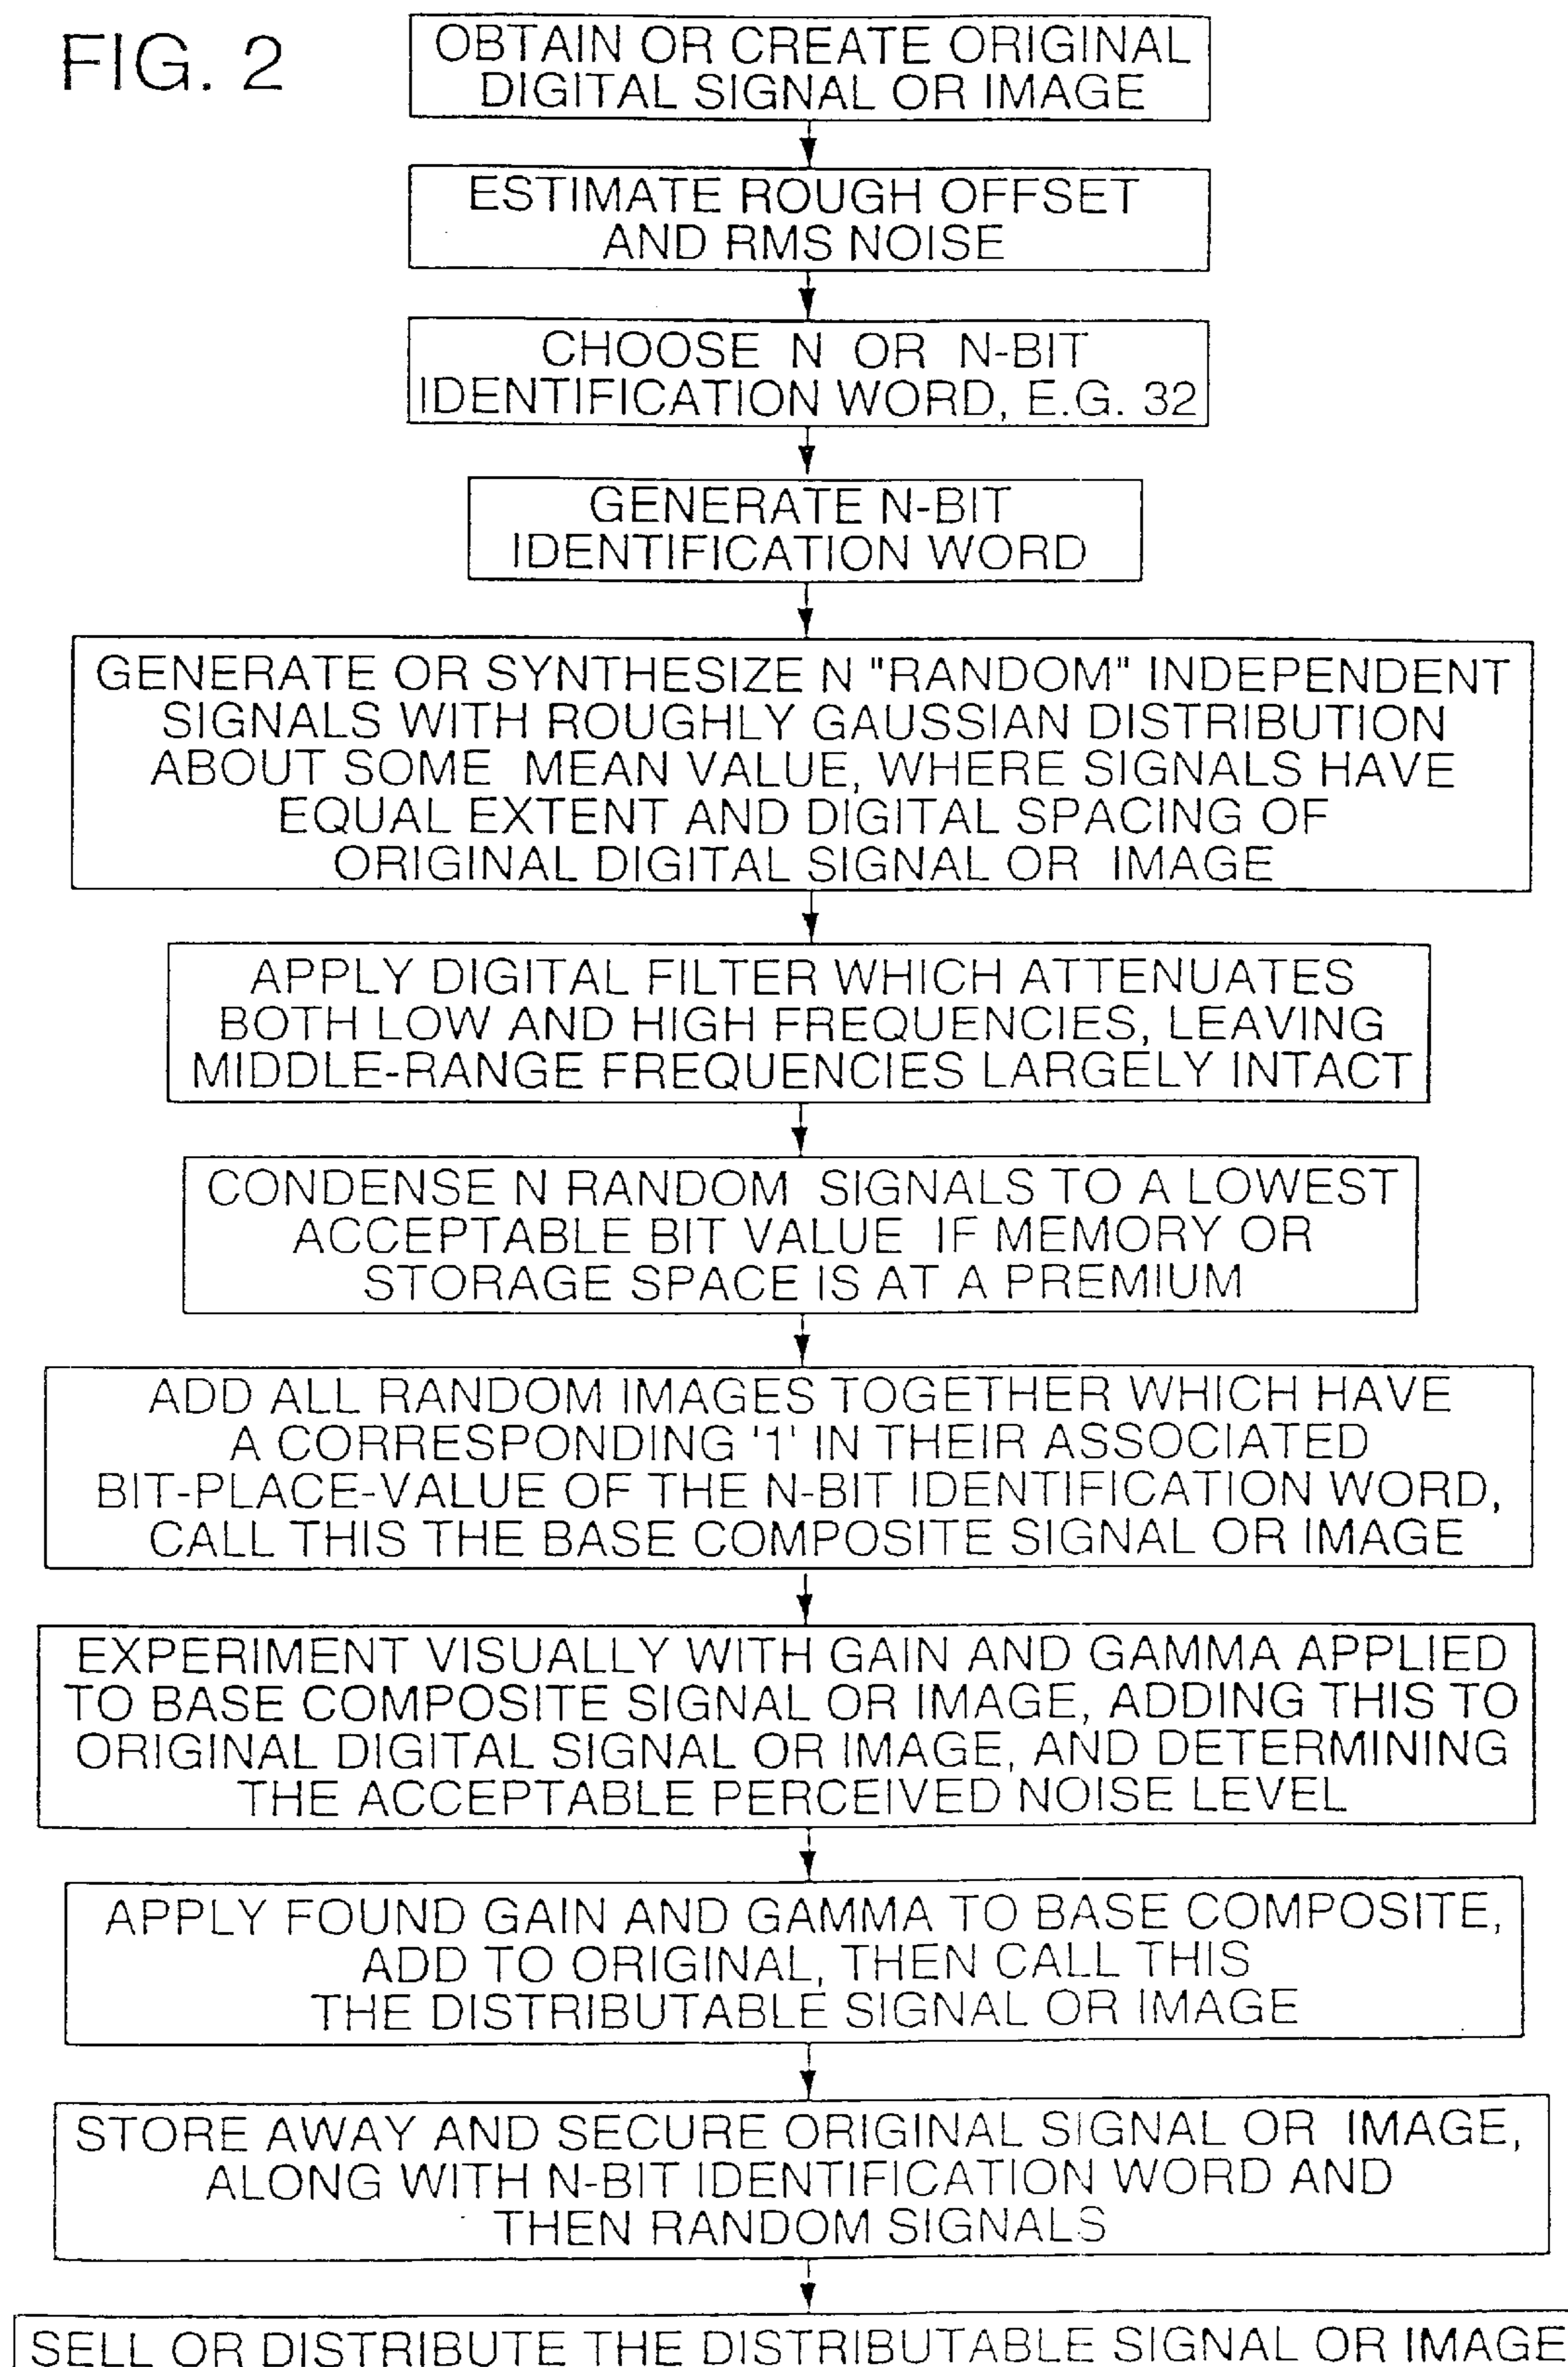 FIG. 2
OBTAIN OR CREATE ORIGINAL
DIGITAL SIGNAL OR IMAGE
ESTIMATE ROUGH OFFSET
AND RMS NOISE
CHOOSE N OR N-BIT
IDENTIFICATION WORD, E.G. 32
GENERATE N-BIT
IDENTIFICATION WORD
GENERATE OR SYNTHESIZE N "RANDOM" INDEPENDENT
SIGNALS WITH ROUGHLY GAUSSIAN DISTRIBUTION
ABOUT SOME MEAN VALUE, WHERE SIGNALS HAVE
EQUAL EXTENT AND DIGITAL SPACING OF
ORIGINAL DIGITAL SIGNAL OR IMAGE
APPLY DIGITAL FILTER WHICH ATTENUATES
BOTH LOW AND HIGH FREQUENCIES, LEAVING
MIDDLE-RANGE FREQUENCIES LARGELY INTACT
CONDENSE N RANDOM SIGNALS TO A LOWEST
ACCEPTABLE BIT VALUE IF MEMORY OR
STORAGE SPACE IS AT A PREMIUM
ADD ALL RANDOM IMAGES TOGETHER WHICH HAVE
A CORRESPONDING '1' IN THEIR ASSOCIATED
BIT-PLACE-VALUE OF THE N-BIT IDENTIFICATION WORD,
CALL THIS THE BASE COMPOSITE SIGNAL OR IMAGE
EXPERIMENT VISUALLY WITH GAIN AND GAMMA APPLIED
TO BASE COMPOSITE SIGNAL OR IMAGE, ADDING THIS TO
ORIGINAL DIGITAL SIGNAL OR IMAGE, AND DETERMINING
THE ACCEPTABLE PERCEIVED NOISE LEVEL
APPLY FOUND GAIN AND GAMMA TO BASE COMPOSITE,
ADD TO ORIGINAL, THEN CALL THIS
THE DISTRIBUTABLE SIGNAL OR IMAGE
STORE AWAY AND SECURE ORIGINAL SIGNAL OR IMAGE,
ALONG WITH N-BIT IDENTIFICATION WORD AND
THEN RANDOM SIGNALS
SELL OR DISTRIBUTE THE DISTRIBUTABLE SIGNAL OR IMAGE